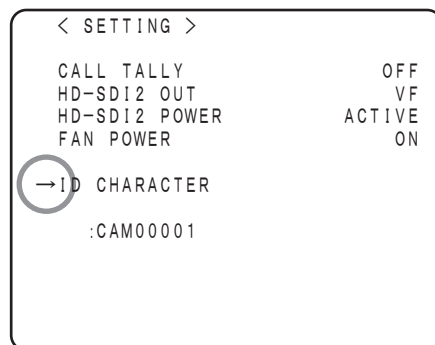 < SETTING >
CALL TALLY OFF
HD-SDI2 OUT VF
HD-SDI2 POWER ACTIVE
FAN POWER ON
→ID CHARACTER
:CAM00001